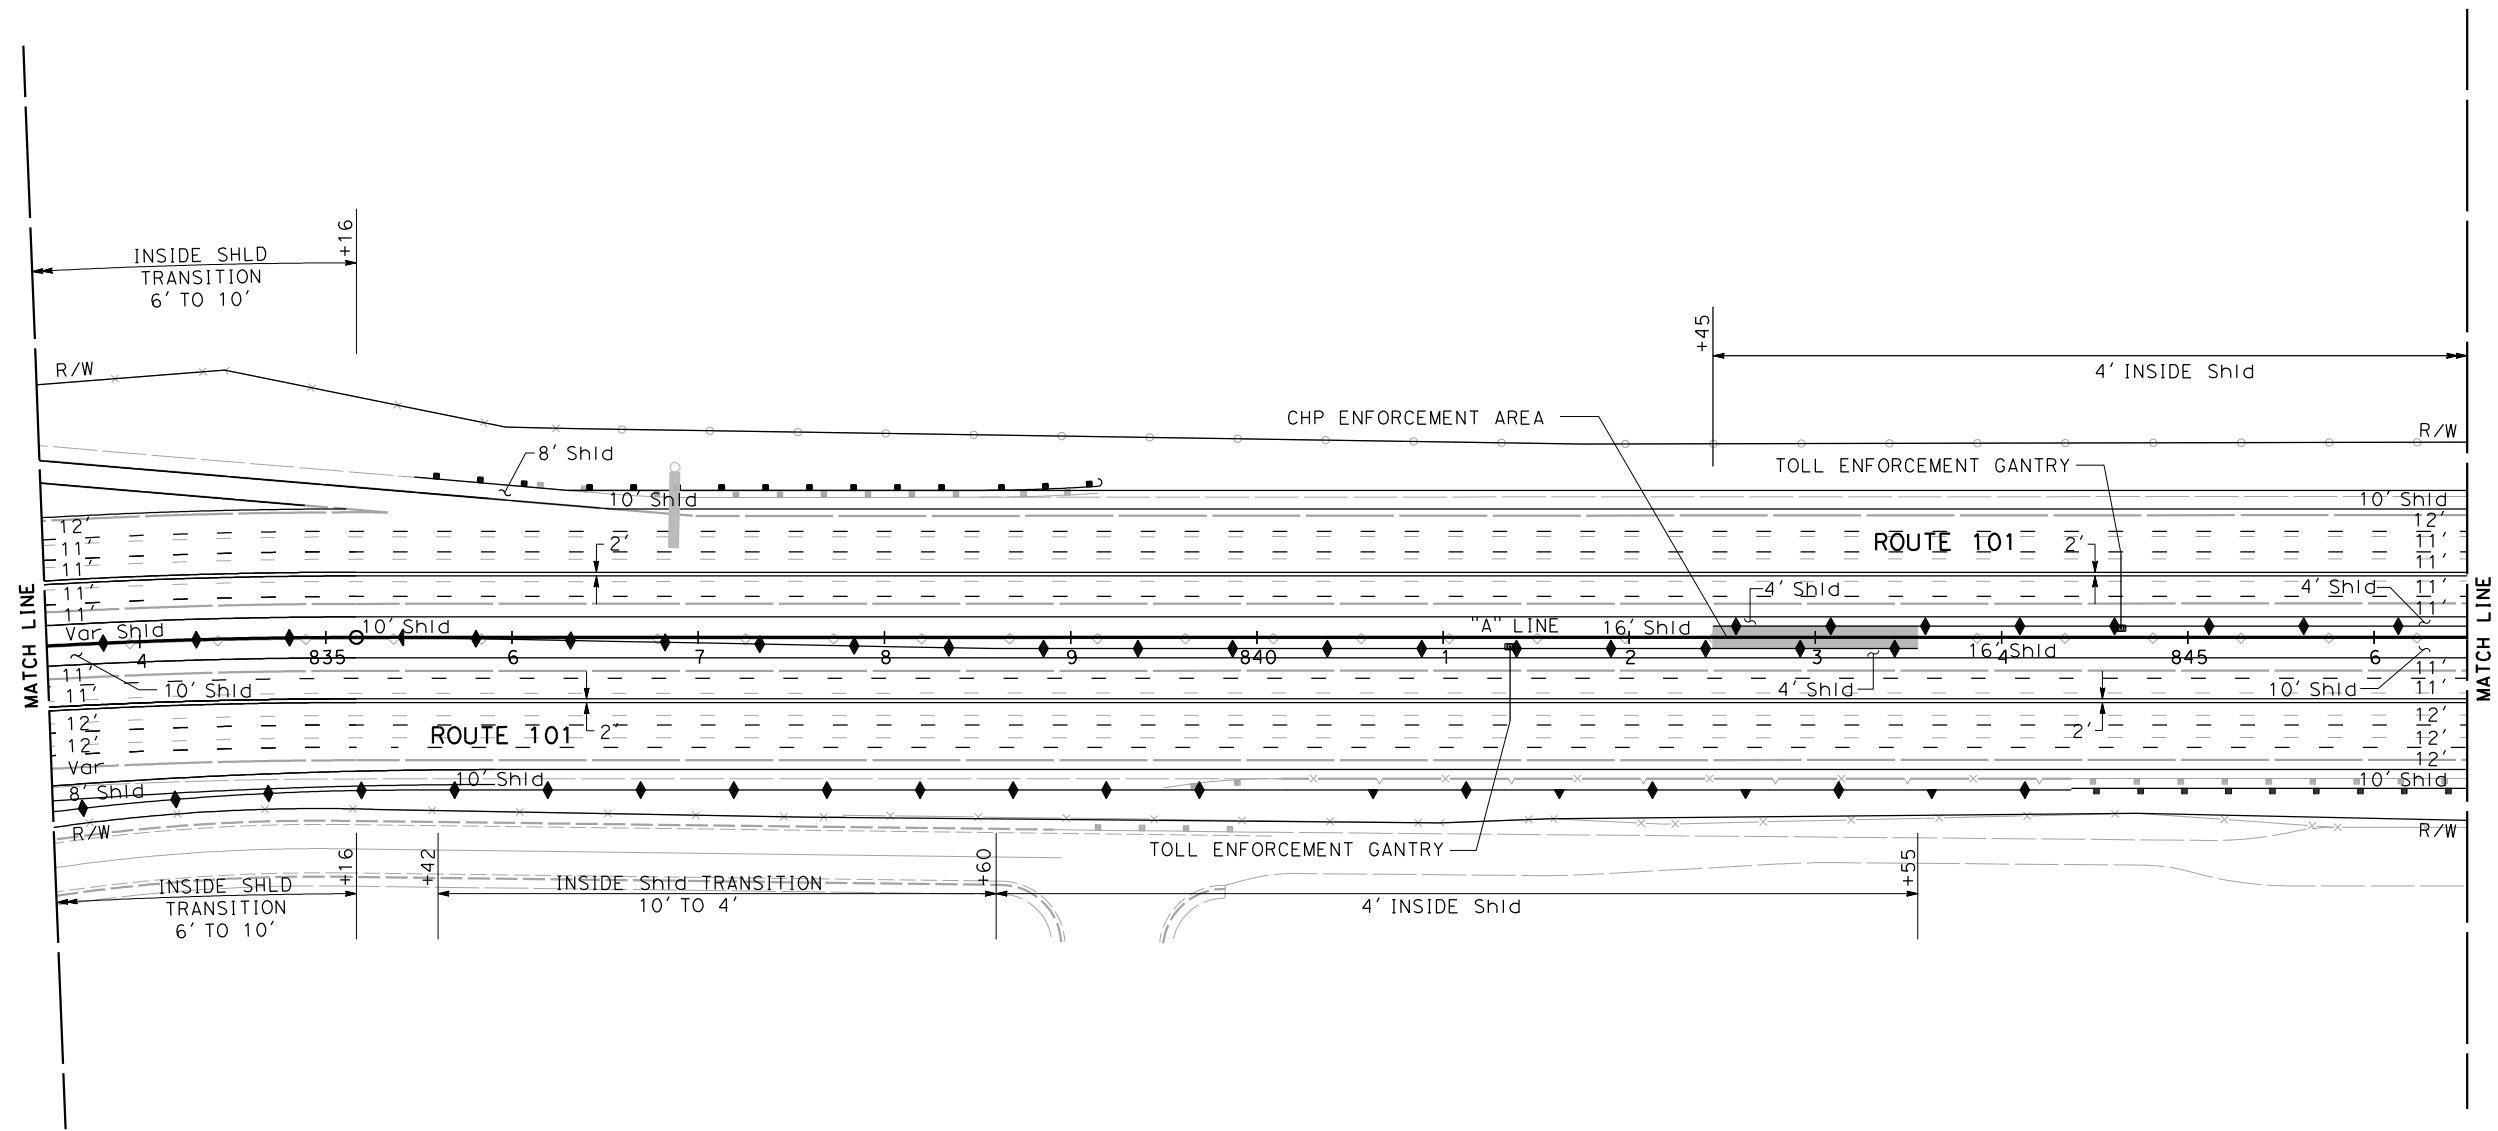 +16
INSIDE SHLD
TRANSITION
6' TO 10'
+45
4' INSIDE Shld
R/W
CHP ENFORCEMENT AREA
R/W
8' Shld
TOLL ENFORCEMENT GANTRY
10' Shld
10' Shld
12'
12'
11'
2'
ROUTE 101
2'
11'
11'
11'
11'
4' Shld
4' Shld
11'
11'
11'
MATCH LINE
MATCH LINE
Var Shld
10' Shld
"A" LINE
16' Shld
4
835
6
7
8
9
840
1
2
3
4
845
6
16' Shld
11'
11'
10' Shld
11'
4' Shld
10' Shld
11'
12'
ROUTE 101
2'
2'
12'
12'
12'
Var
12'
8' Shld
10' Shld
10' Shld
R/W
R/W
TOLL ENFORCEMENT GANTRY
+16
+42
+60
+55
INSIDE SHLD
TRANSITION
6' TO 10'
INSIDE Shld TRANSITION
10' TO 4'
4' INSIDE Shld